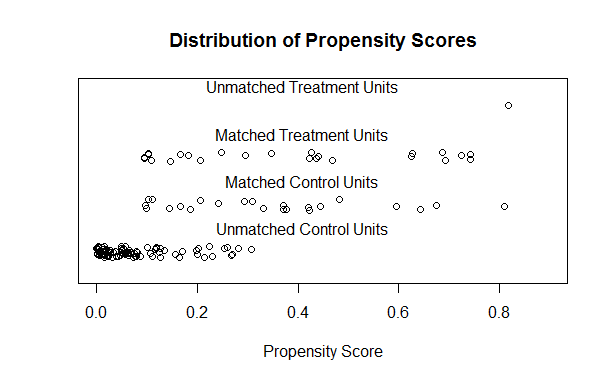 Distribution of Propensity Scores
Unmatched Treatment Units
Matched Treatment Units
Matched Control Units
Unmatched Control Units
0.0 0.2 0.4 0.6 0.8
Propensity Score